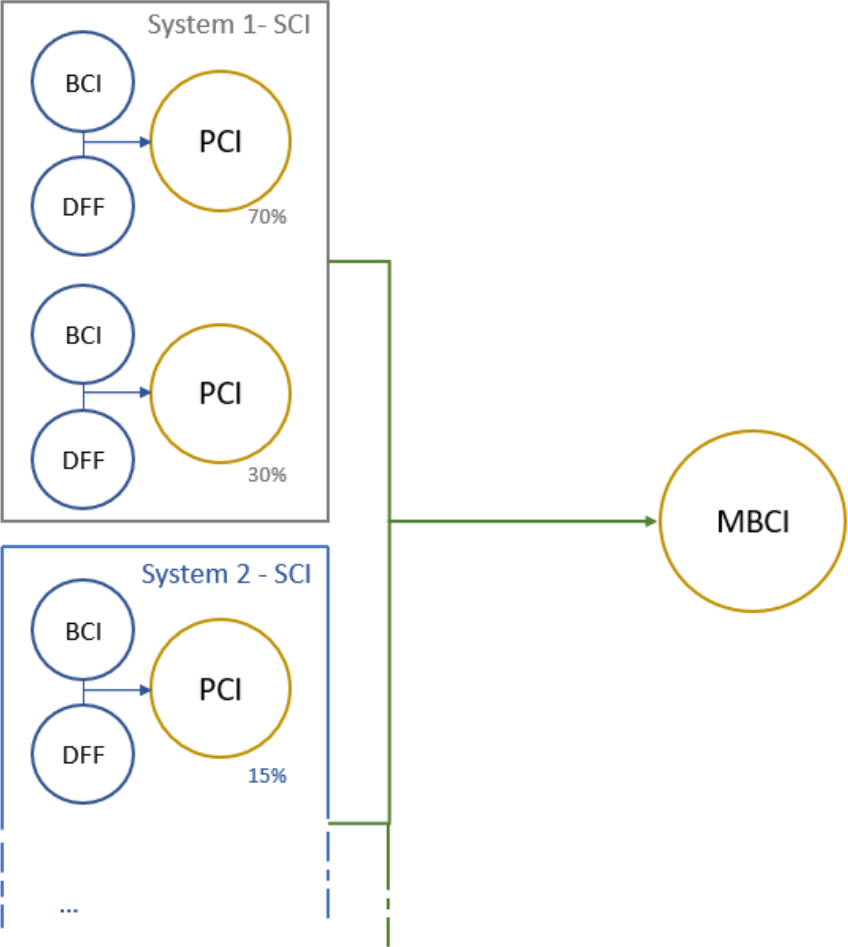 System 1- SCI
BCI
PCI
DFF
70%
BCI
PCI
DFF
30%
MBCI
System 2 - SCI
BCI
PCI
DFF
15%
...